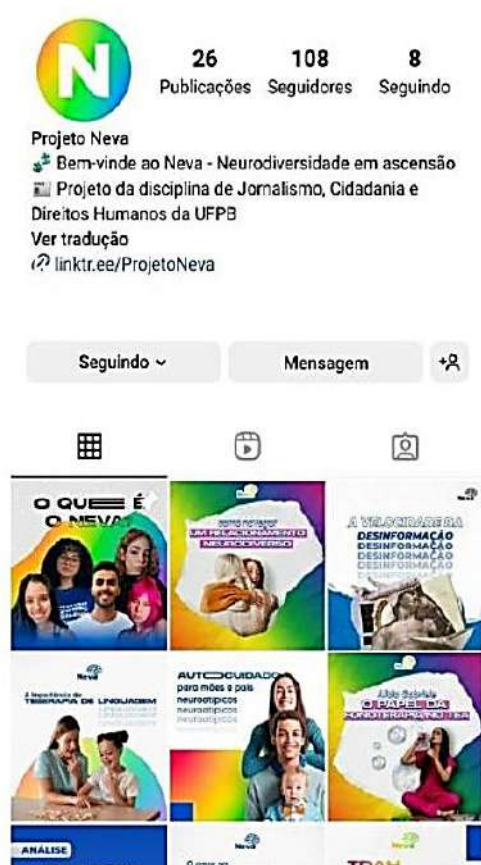 N
26 108 8
Publicações Seguidores Seguindo
Projeto Neva
Bem-vinde ao Neva - Neurodiversidade em ascensão
Projeto da disciplina de Jornalismo, Cidadania e
Direitos Humanos da UFPB
Ver tradução
linktr.ee/ProjetoNeva
Seguindo
Mensagem
O QUE É
O NEVA?
UM RELACIONAMENTO
NEURODIVERSO
A VELOCIDADE DA
DESINFORMAÇÃO
DESINFORMAÇÃO
DESINFORMAÇÃO
DESINFORMAÇÃO
Neva
A importância da
TERAPIA DE LINGUAGEM
AUTOCUIDADO
para mães e pais
neuroatípicos
neuroatípicos
neuroatípicos
O PAPEL DA
FONOTERAPIA NO TEA
ANÁLISE
Neva
Neva